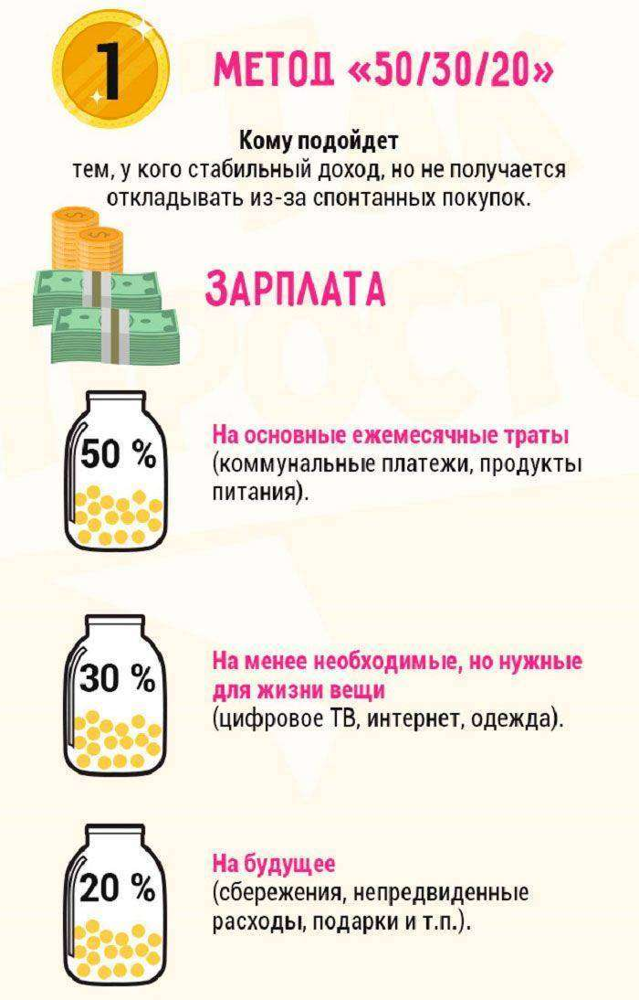 1
МЕТОД «50/30/20»
Кому подойдет
тем, у кого стабильный доход, но не получается
откладывать из-за спонтанных покупок.
ЗАРПЛАТА
50 %
На основные ежемесячные траты
(коммунальные платежи, продукты
питания).
30 %
На менее необходимые, но нужные
для жизни вещи
(цифровое ТВ, интернет, одежда).
20 %
На будущее
(сбережения, непредвиденные
расходы, подарки и т.п.).
ТАК
ПРОСТО